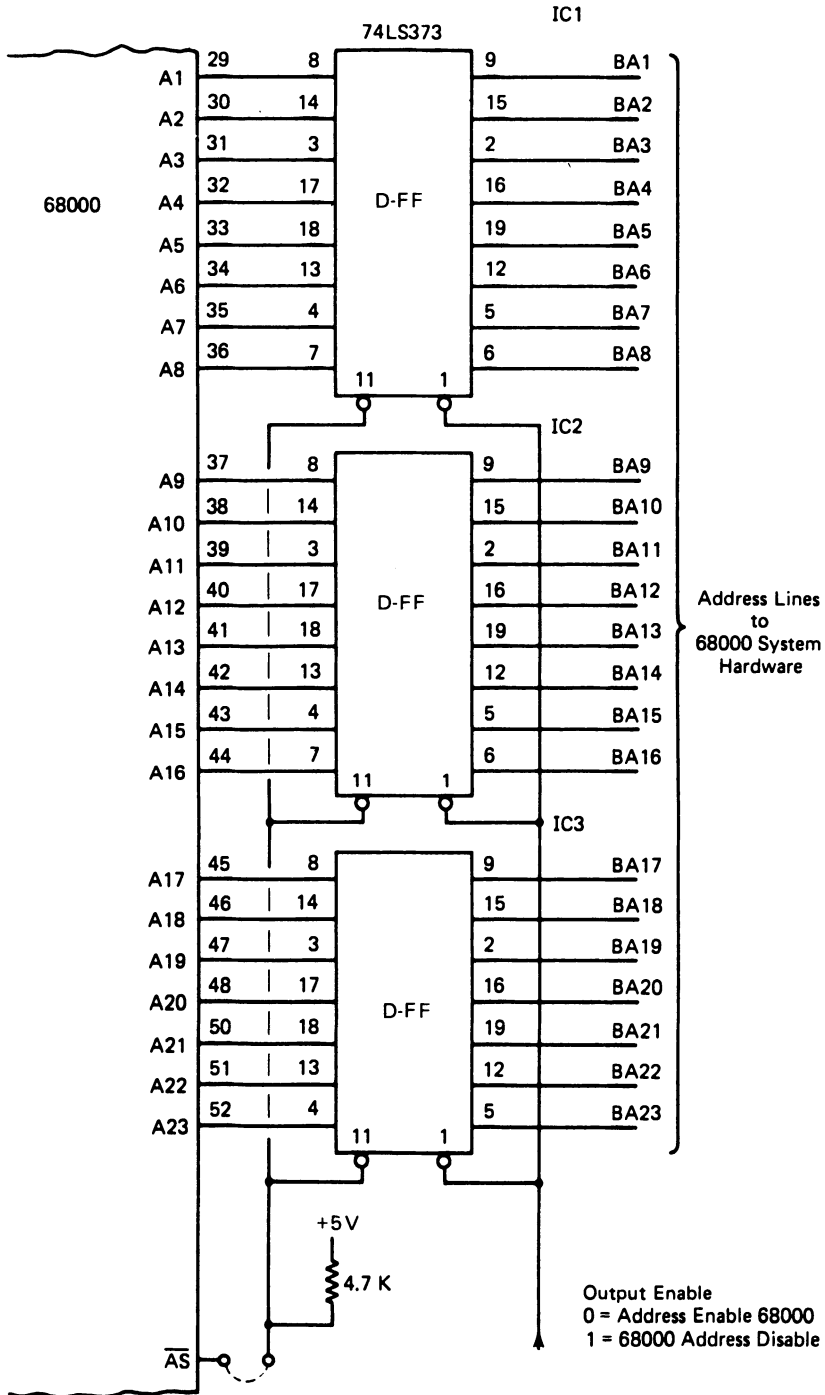 IC1
74LS373
A1 29 8 9 BA1
A2 30 14 15 BA2
A3 31 3 2 BA3
A4 32 17 16 BA4
68000
D-FF
A5 33 18 19 BA5
A6 34 13 12 BA6
A7 35 4 5 BA7
A8 36 7 6 BA8
11 1
IC2
A9 37 8 9 BA9
A10 38 14 15 BA10
A11 39 3 2 BA11
A12 40 17 16 BA12
D-FF
A13 41 18 19 BA13
A14 42 13 12 BA14
A15 43 4 5 BA15
A16 44 7 6 BA16
11 1
Address Lines
to
68000 System
Hardware
IC3
A17 45 8 9 BA17
A18 46 14 15 BA18
A19 47 3 2 BA19
A20 48 17 16 BA20
D-FF
A21 50 18 19 BA21
A22 51 13 12 BA22
A23 52 4 5 BA23
11 1
+5V
4.7 K
AS
Output Enable
0 = Address Enable 68000
1 = 68000 Address Disable